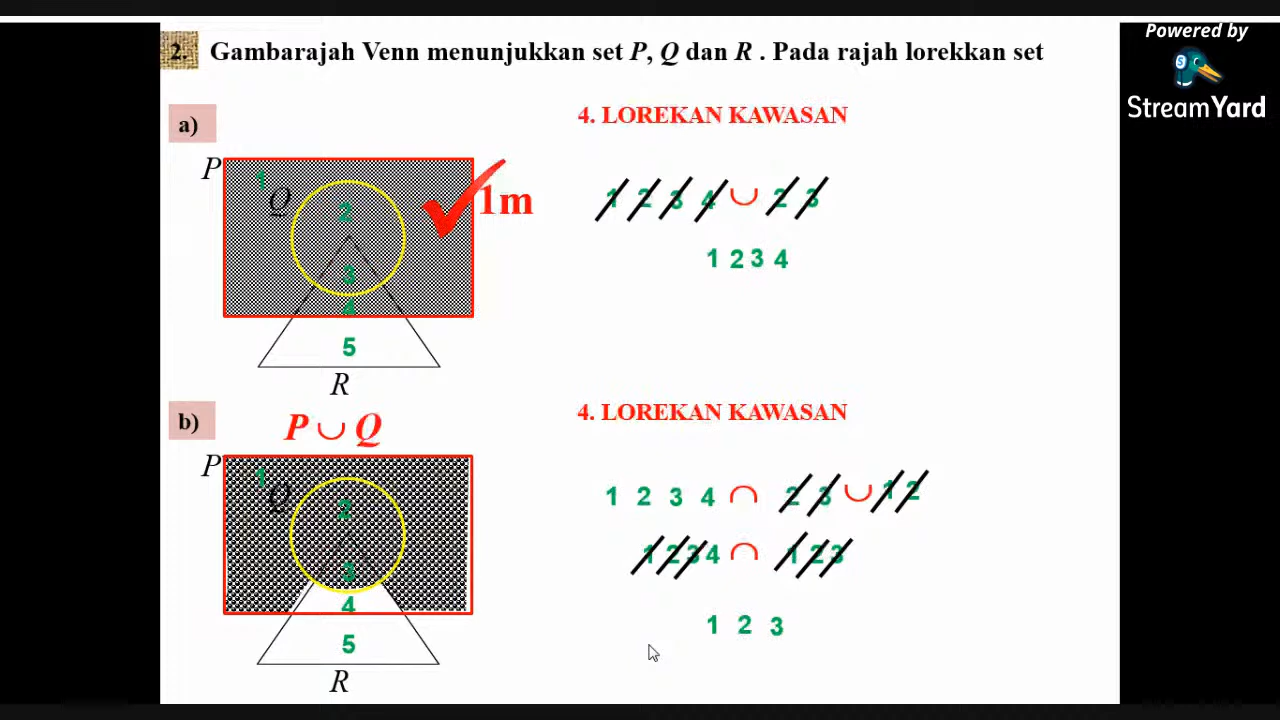 Powered by
StreamYard
2. Gambarajah Venn menunjukkan set P, Q dan R . Pada rajah lorekkan set
a)
4. LOREKAN KAWASAN
P
1
Q
2
3
4
5
R
1m
1 2 3 4 ∪ 2 3
1 2 3 4
b)
P ∪ Q
4. LOREKAN KAWASAN
P
1
Q
2
3
4
5
R
1 2 3 4 ∩ 2 3 ∪ 1 2
1 2 3 4 ∩ 1 2 3
1 2 3